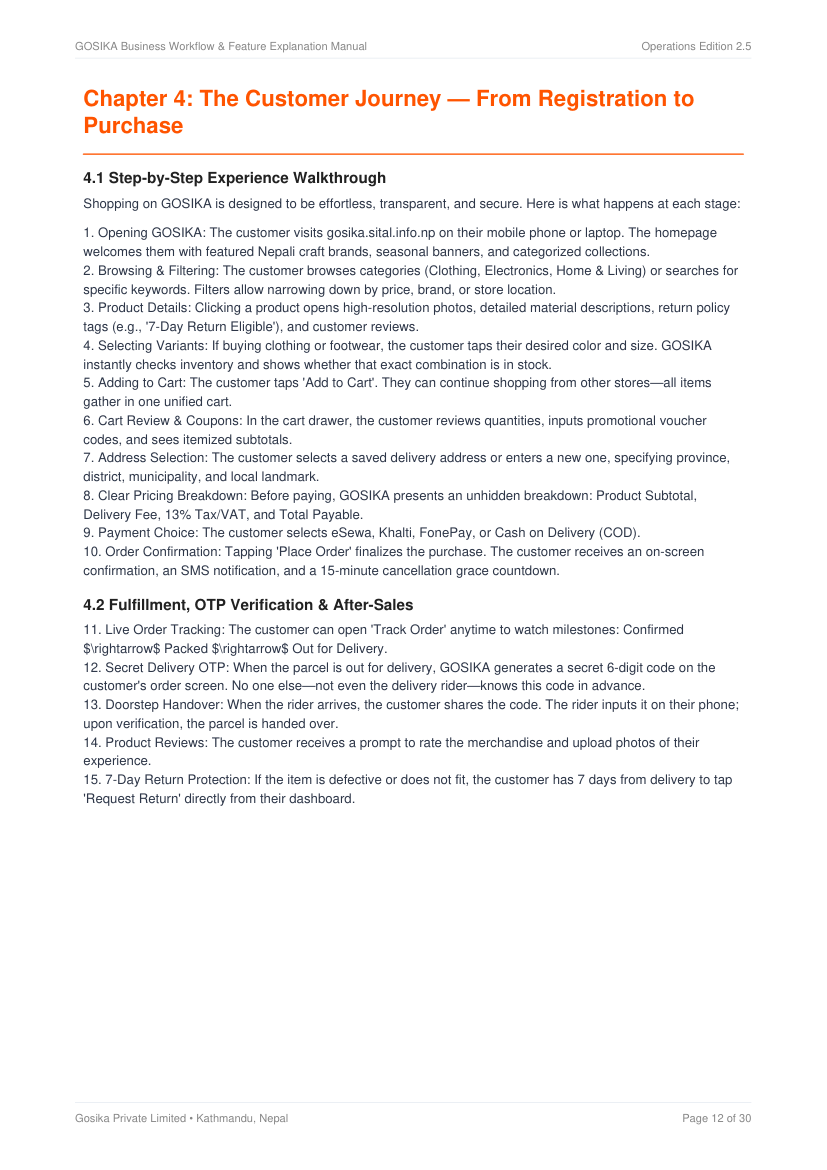 GOSIKA Business Workflow & Feature Explanation Manual
Operations Edition 2.5
Chapter 4: The Customer Journey — From Registration to
Purchase
4.1 Step-by-Step Experience Walkthrough
Shopping on GOSIKA is designed to be effortless, transparent, and secure. Here is what happens at each stage:
1. Opening GOSIKA: The customer visits gosika.sital.info.np on their mobile phone or laptop. The homepage
welcomes them with featured Nepali craft brands, seasonal banners, and categorized collections.
2. Browsing & Filtering: The customer browses categories (Clothing, Electronics, Home & Living) or searches for
specific keywords. Filters allow narrowing down by price, brand, or store location.
3. Product Details: Clicking a product opens high-resolution photos, detailed material descriptions, return policy
tags (e.g., '7-Day Return Eligible'), and customer reviews.
4. Selecting Variants: If buying clothing or footwear, the customer taps their desired color and size. GOSIKA
instantly checks inventory and shows whether that exact combination is in stock.
5. Adding to Cart: The customer taps 'Add to Cart'. They can continue shopping from other stores—all items
gather in one unified cart.
6. Cart Review & Coupons: In the cart drawer, the customer reviews quantities, inputs promotional voucher
codes, and sees itemized subtotals.
7. Address Selection: The customer selects a saved delivery address or enters a new one, specifying province,
district, municipality, and local landmark.
8. Clear Pricing Breakdown: Before paying, GOSIKA presents an unhidden breakdown: Product Subtotal,
Delivery Fee, 13% Tax/VAT, and Total Payable.
9. Payment Choice: The customer selects eSewa, Khalti, FonePay, or Cash on Delivery (COD).
10. Order Confirmation: Tapping 'Place Order' finalizes the purchase. The customer receives an on-screen
confirmation, an SMS notification, and a 15-minute cancellation grace countdown.
4.2 Fulfillment, OTP Verification & After-Sales
11. Live Order Tracking: The customer can open 'Track Order' anytime to watch milestones: Confirmed
$\rightarrow$ Packed $\rightarrow$ Out for Delivery.
12. Secret Delivery OTP: When the parcel is out for delivery, GOSIKA generates a secret 6-digit code on the
customer's order screen. No one else—not even the delivery rider—knows this code in advance.
13. Doorstep Handover: When the rider arrives, the customer shares the code. The rider inputs it on their phone;
upon verification, the parcel is handed over.
14. Product Reviews: The customer receives a prompt to rate the merchandise and upload photos of their
experience.
15. 7-Day Return Protection: If the item is defective or does not fit, the customer has 7 days from delivery to tap
'Request Return' directly from their dashboard.
Gosika Private Limited • Kathmandu, Nepal
Page 12 of 30